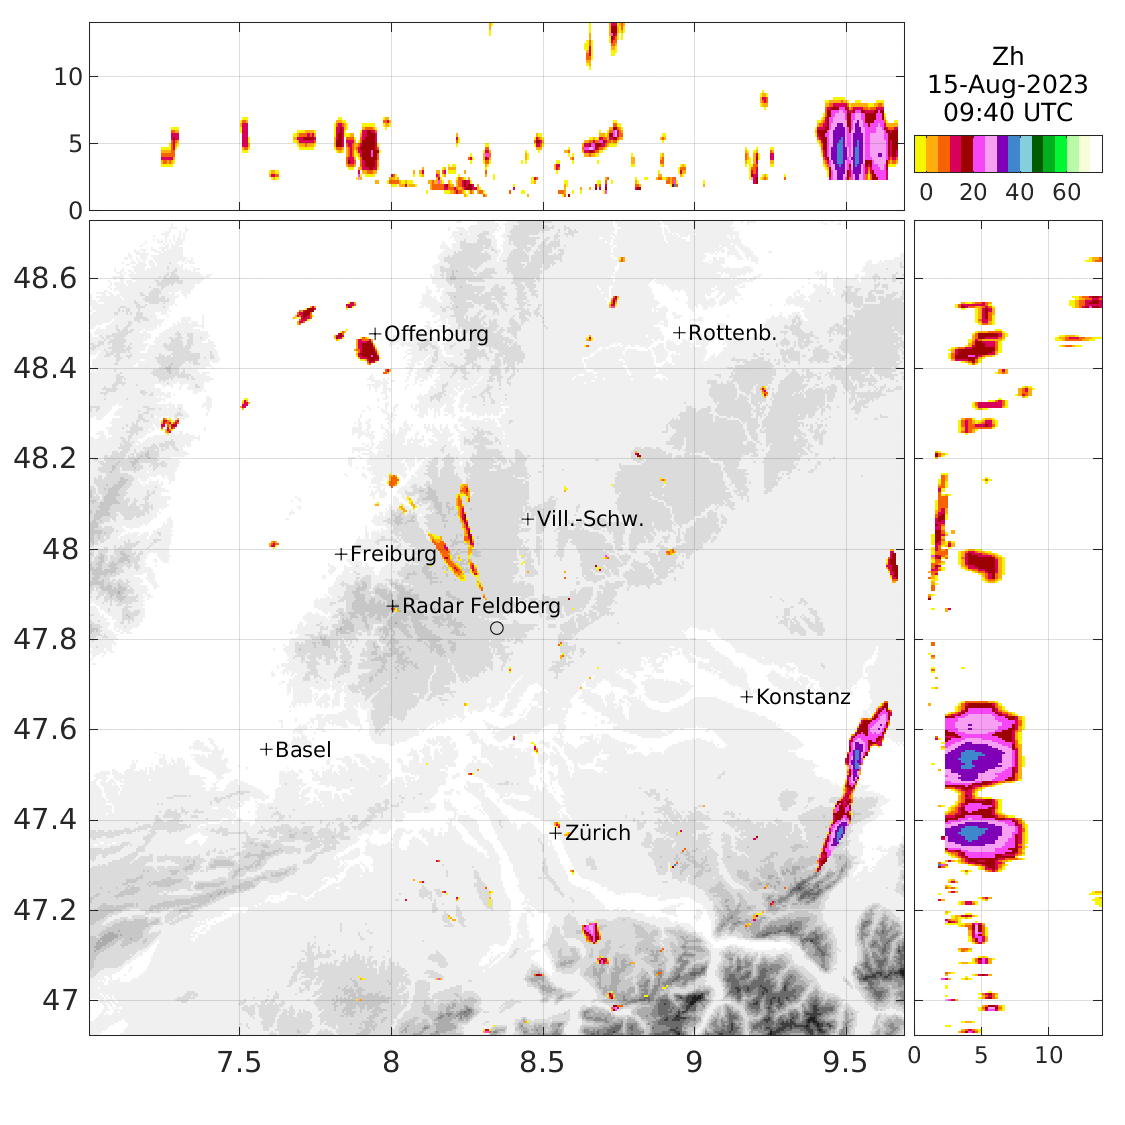 10
5
0
Zh
15-Aug-2023
09:40 UTC
0 20 40 60
48.6
48.4
48.2
48
47.8
47.6
47.4
47.2
47
Offenburg
Rottenb.
Vill.-Schw.
Freiburg
Radar Feldberg
Konstanz
Basel
Zürich
7.5 8 8.5 9 9.5
0 5 10